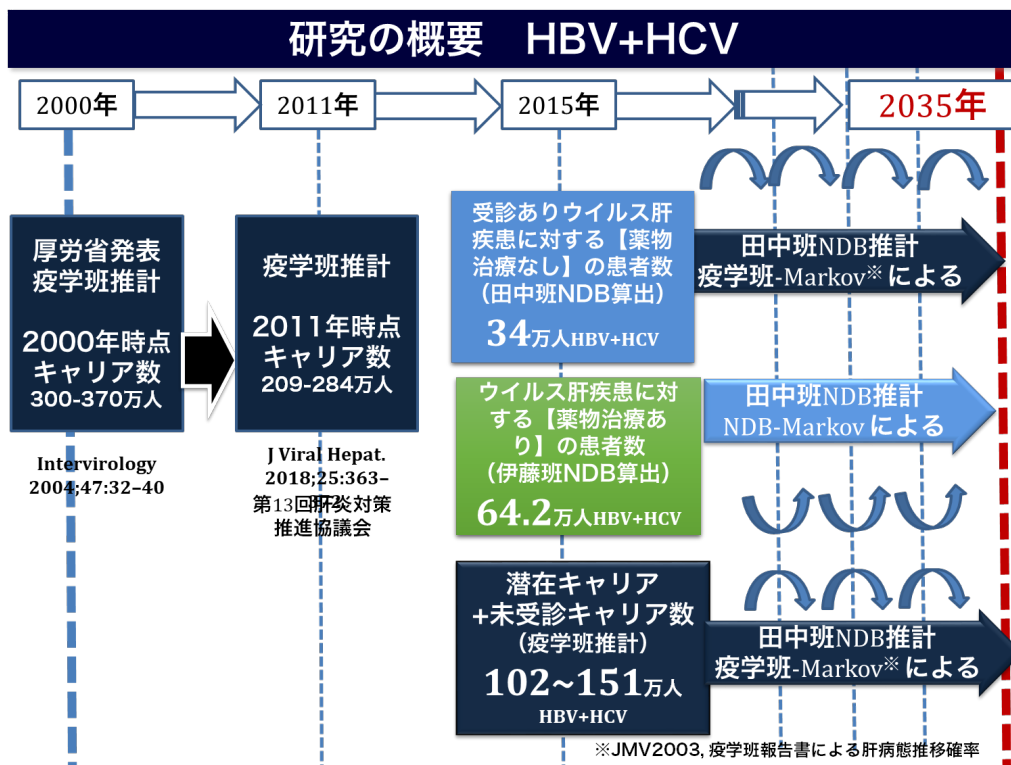 研究の概要 HBV+HCV
2000年
2011年
2015年
2035年
厚労省発表
疫学班推計
2000年時点
キャリア数
300-370万人
Intervirology
2004;47:32–40
疫学班推計
2011年時点
キャリア数
209-284万人
J Viral Hepat.
2018;25:363–
第13回肝炎対策
推進協議会
受診ありウイルス肝
疾患に対する【薬物
治療なし】の患者数
（田中班NDB算出）
34万人HBV+HCV
田中班NDB推計
疫学班-Markov※による
ウイルス肝疾患に対
する【薬物治療あ
り】の患者数
（伊藤班NDB算出）
64.2万人HBV+HCV
田中班NDB推計
NDB-Markov による
潜在キャリア
+未受診キャリア数
（疫学班推計）
102~151万人
HBV+HCV
田中班NDB推計
疫学班-Markov※による
※JMV2003, 疫学班報告書による肝病態推移確率